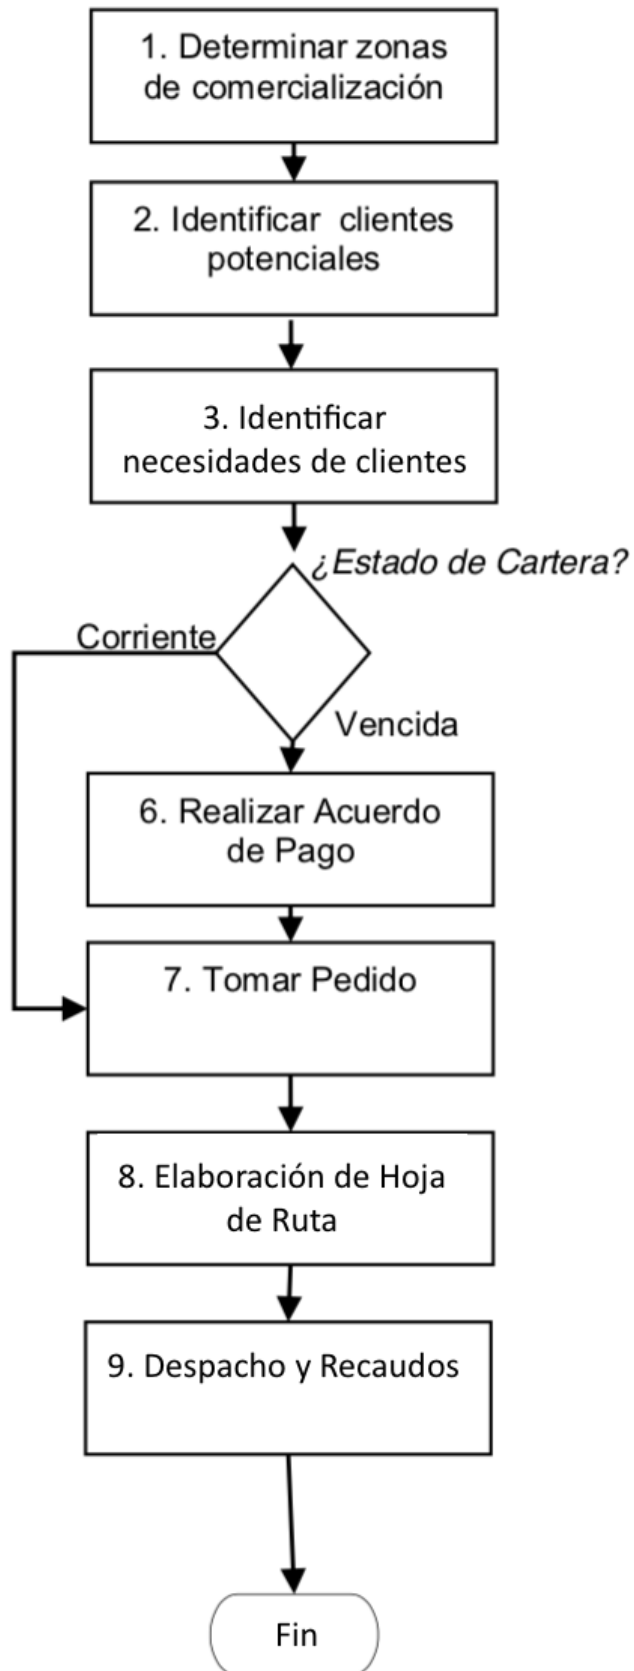 1. Determinar zonas
de comercialización
2. Identificar clientes
potenciales
3. Identificar
necesidades de clientes
¿Estado de Cartera?
Corriente
Vencida
6. Realizar Acuerdo
de Pago
7. Tomar Pedido
8. Elaboración de Hoja
de Ruta
9. Despacho y Recaudos
Fin